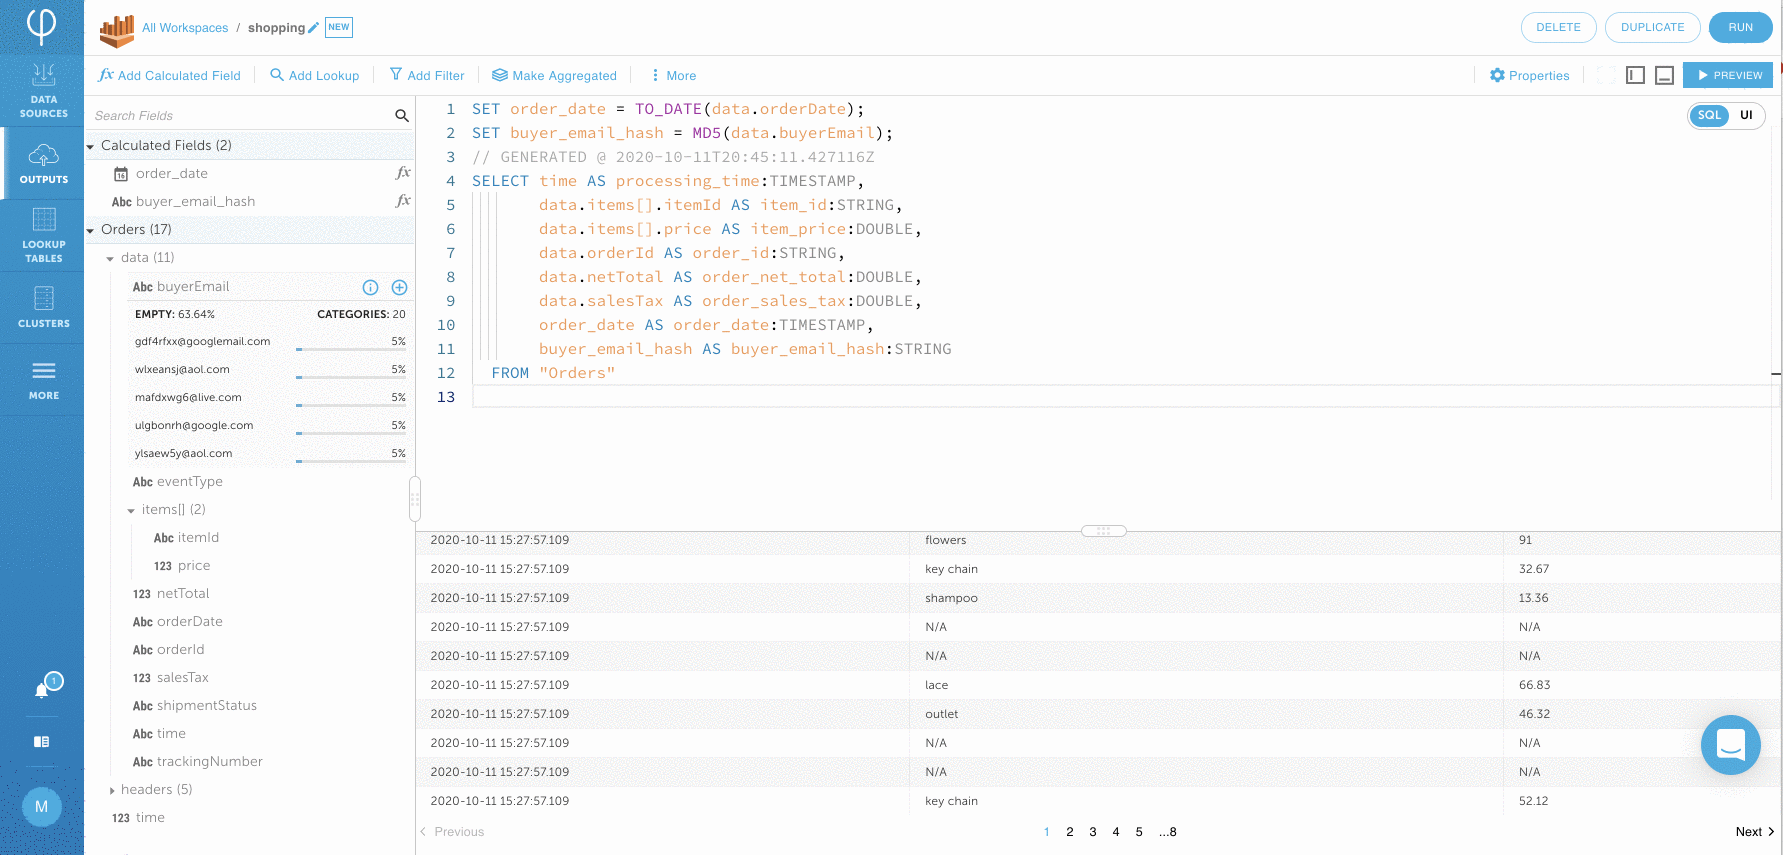 All Workspaces / shopping NEW
DELETE DUPLICATE RUN
DATA SOURCES
OUTPUTS
LOOKUP TABLES
CLUSTERS
MORE
1
M
fx Add Calculated Field Add Lookup Add Filter Make Aggregated More
Properties PREVIEW
Search Fields
Calculated Fields (2)
16 order_date fx
Abc buyer_email_hash fx
Orders (17)
data (11)
Abc buyerEmail
EMPTY: 63.64% CATEGORIES: 20
gdf4rfxx@googlemail.com 5%
wlxeansj@aol.com 5%
mafdxwg6@live.com 5%
ulgbonrh@google.com 5%
ylsaew5y@aol.com 5%
Abc eventType
items[] (2)
Abc itemId
123 price
123 netTotal
Abc orderDate
Abc orderId
123 salesTax
Abc shipmentStatus
Abc time
Abc trackingNumber
headers (5)
123 time
SQL UI
1 SET order_date = TO_DATE(data.orderDate);
2 SET buyer_email_hash = MD5(data.buyerEmail);
3 // GENERATED @ 2020-10-11T20:45:11.427116Z
4 SELECT time AS processing_time:TIMESTAMP,
5 data.items[].itemId AS item_id:STRING,
6 data.items[].price AS item_price:DOUBLE,
7 data.orderId AS order_id:STRING,
8 data.netTotal AS order_net_total:DOUBLE,
9 data.salesTax AS order_sales_tax:DOUBLE,
10 order_date AS order_date:TIMESTAMP,
11 buyer_email_hash AS buyer_email_hash:STRING
12 FROM "Orders"
13
2020-10-11 15:27:57.109 flowers 91
2020-10-11 15:27:57.109 key chain 32.67
2020-10-11 15:27:57.109 shampoo 13.36
2020-10-11 15:27:57.109 N/A N/A
2020-10-11 15:27:57.109 N/A N/A
2020-10-11 15:27:57.109 lace 66.83
2020-10-11 15:27:57.109 outlet 46.32
2020-10-11 15:27:57.109 N/A N/A
2020-10-11 15:27:57.109 N/A N/A
2020-10-11 15:27:57.109 key chain 52.12
Previous 1 2 3 4 5 ...8 Next